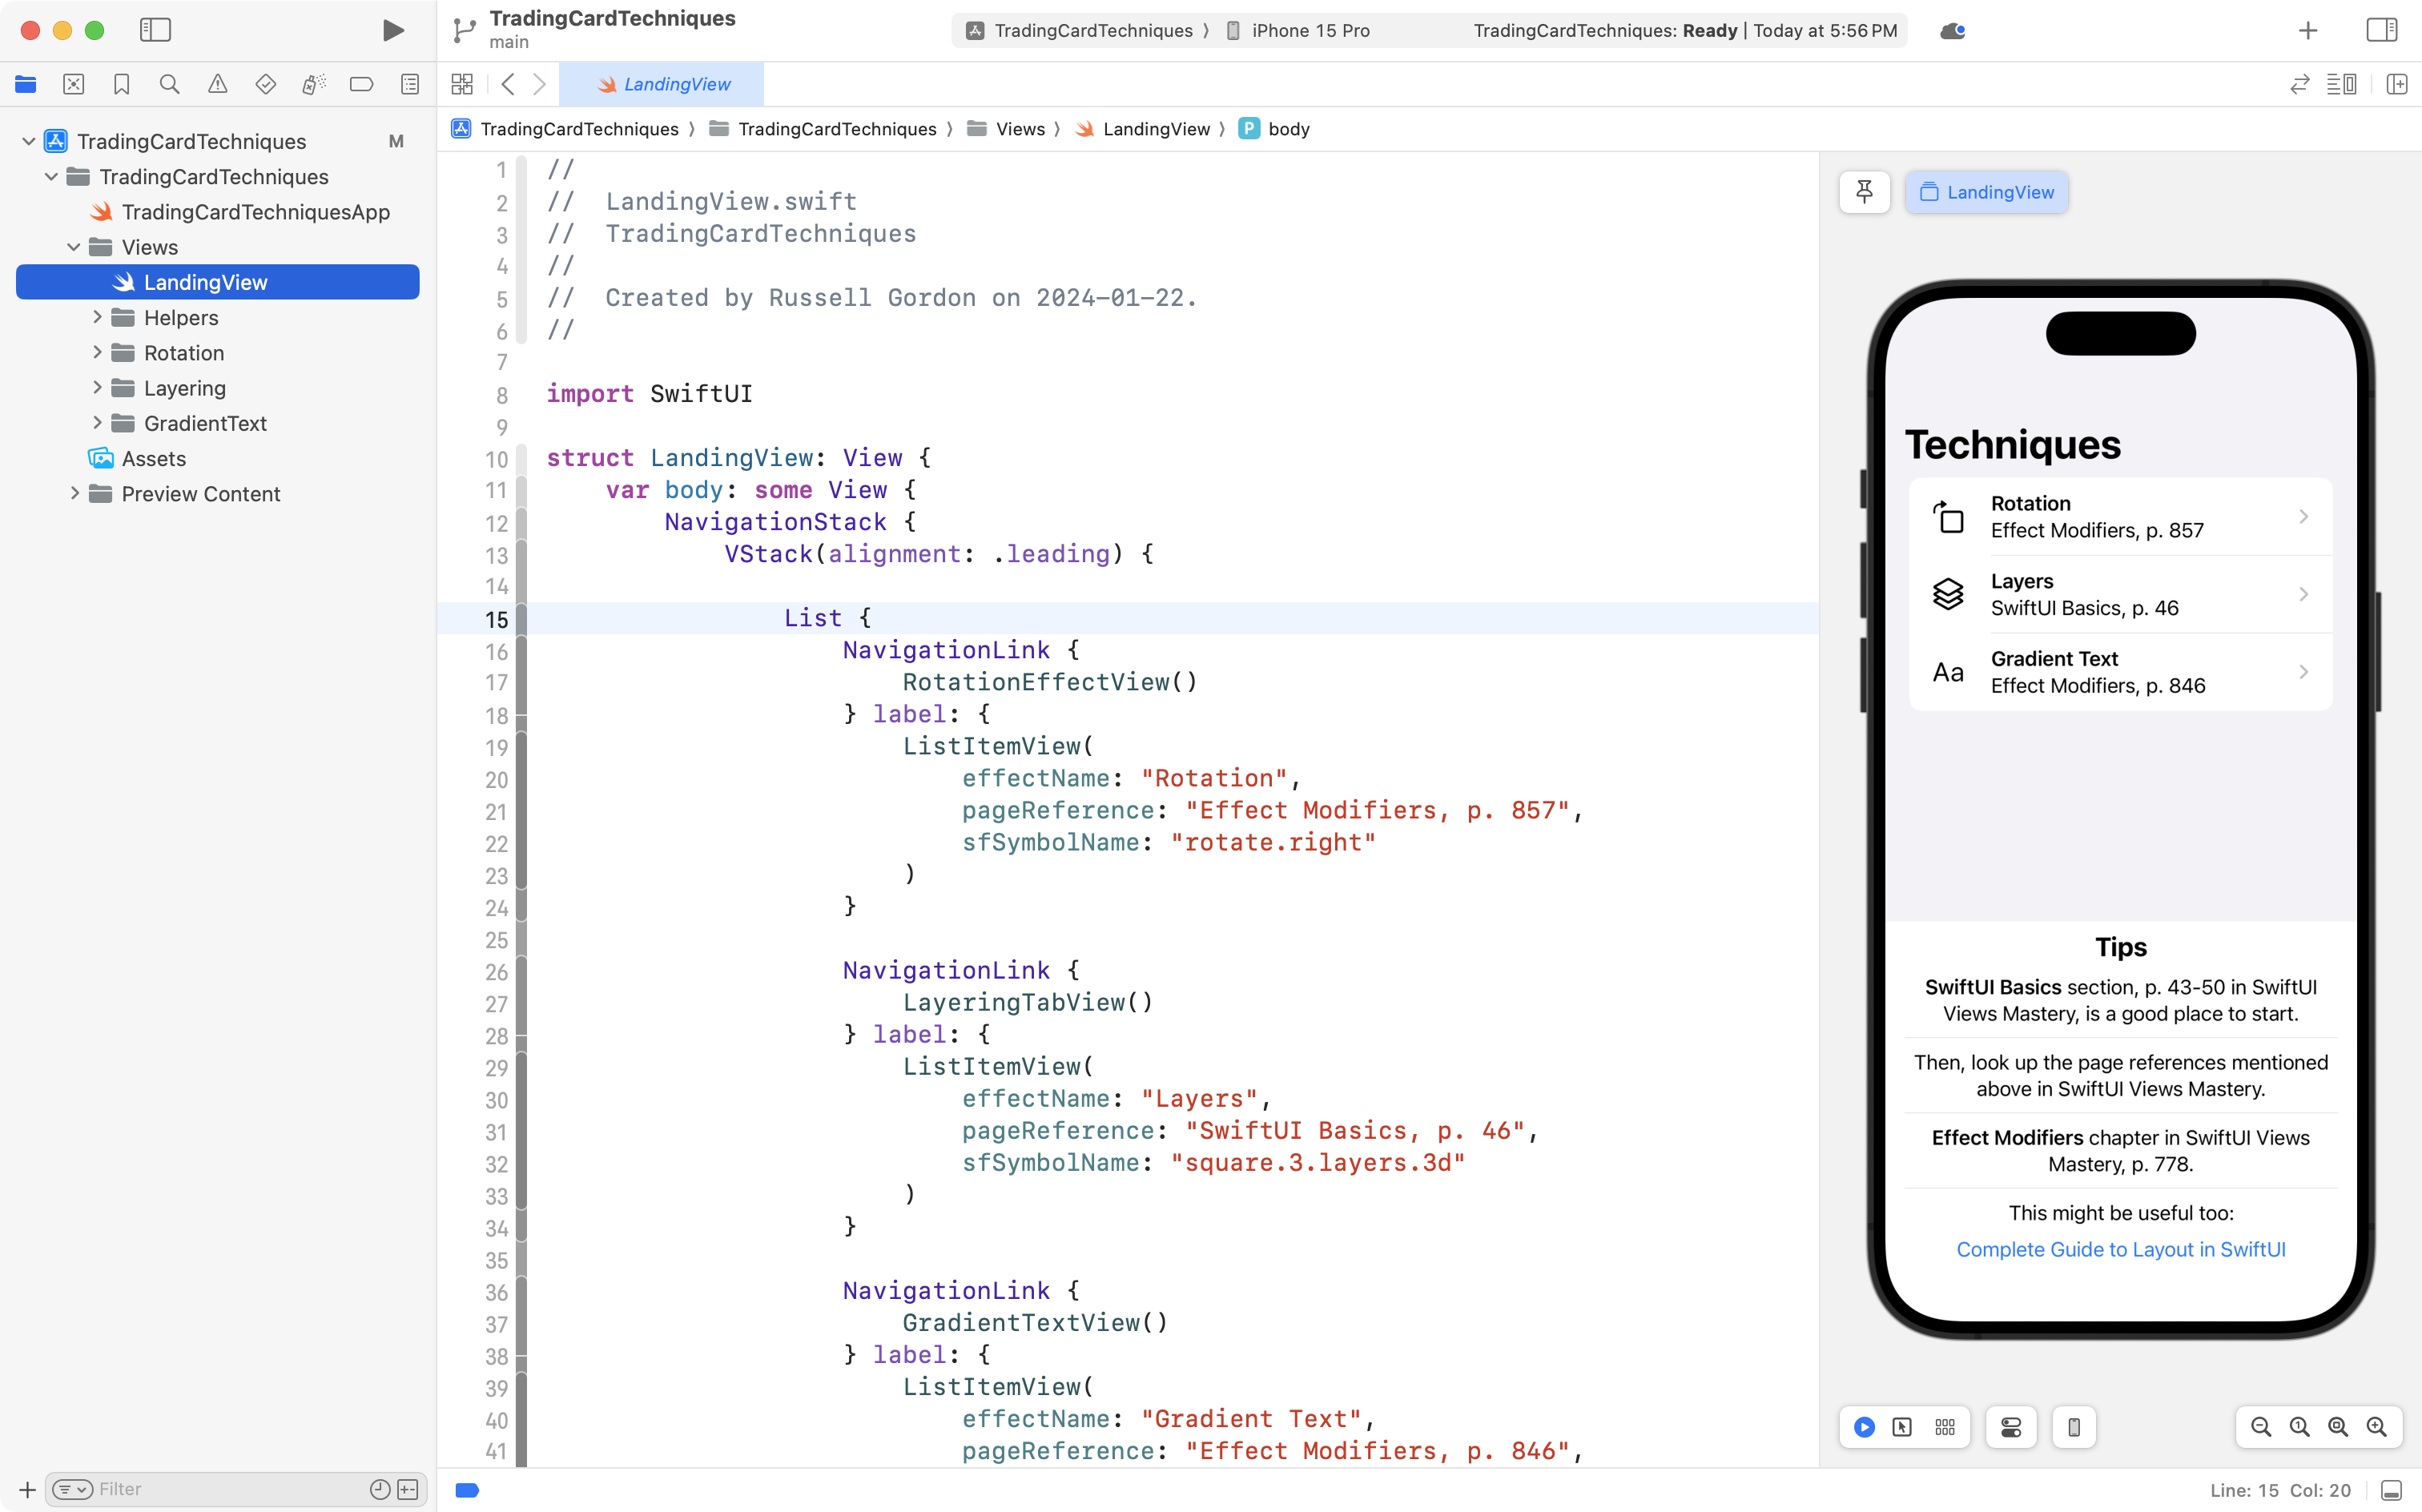 TradingCardTechniques
main
TradingCardTechniques 〉 iPhone 15 Pro
TradingCardTechniques: Ready | Today at 5:56 PM
LandingView
TradingCardTechniques 〉 TradingCardTechniques 〉 Views 〉 LandingView 〉 P body
TradingCardTechniques M
TradingCardTechniques
TradingCardTechniquesApp
Views
LandingView
Helpers
Rotation
Layering
GradientText
Assets
Preview Content
Filter
1 //
2 //  LandingView.swift
3 //  TradingCardTechniques
4 //
5 //  Created by Russell Gordon on 2024-01-22.
6 //
7
8 import SwiftUI
9
10 struct LandingView: View {
11     var body: some View {
12         NavigationStack {
13             VStack(alignment: .leading) {
14
15                 List {
16                     NavigationLink {
17                         RotationEffectView()
18                     } label: {
19                         ListItemView(
20                             effectName: "Rotation",
21                             pageReference: "Effect Modifiers, p. 857",
22                             sfSymbolName: "rotate.right"
23                         )
24                     }
25
26                     NavigationLink {
27                         LayeringTabView()
28                     } label: {
29                         ListItemView(
30                             effectName: "Layers",
31                             pageReference: "SwiftUI Basics, p. 46",
32                             sfSymbolName: "square.3.layers.3d"
33                         )
34                     }
35
36                     NavigationLink {
37                         GradientTextView()
38                     } label: {
39                         ListItemView(
40                             effectName: "Gradient Text",
41                             pageReference: "Effect Modifiers, p. 846",
LandingView
Techniques
Rotation
Effect Modifiers, p. 857
Layers
SwiftUI Basics, p. 46
Aa
Gradient Text
Effect Modifiers, p. 846
Tips
SwiftUI Basics section, p. 43-50 in SwiftUI
Views Mastery, is a good place to start.
Then, look up the page references mentioned
above in SwiftUI Views Mastery.
Effect Modifiers chapter in SwiftUI Views
Mastery, p. 778.
This might be useful too:
Complete Guide to Layout in SwiftUI
Line: 15 Col: 20